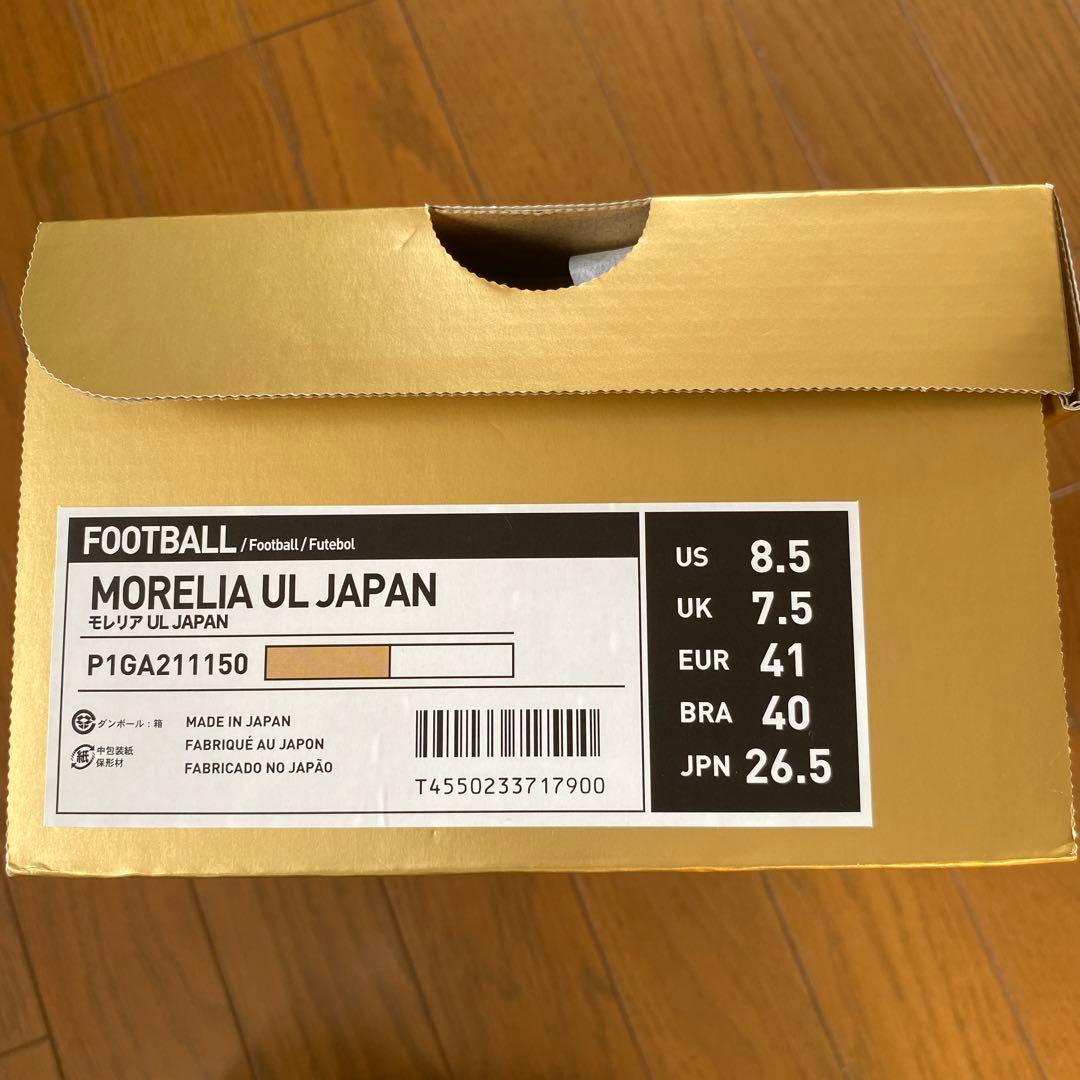 FOOTBALL / Football / Futebol
MORELIA UL JAPAN
モレリア UL JAPAN
P1GA211150
ダンボール：箱
紙
中包装紙
保形材
MADE IN JAPAN
FABRIQUÉ AU JAPON
FABRICADO NO JAPÃO
T4550233717900
US 8.5
UK 7.5
EUR 41
BRA 40
JPN 26.5